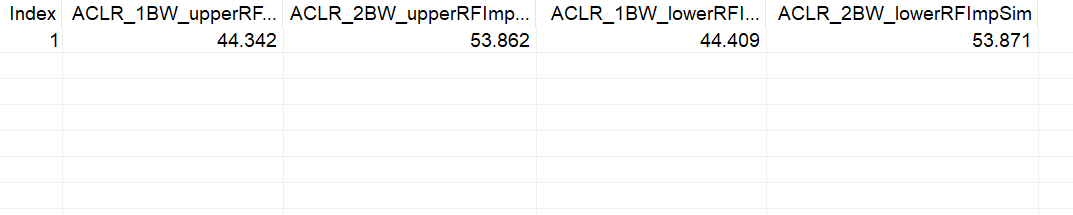 Index ACLR_1BW_upperRF... ACLR_2BW_upperRFImp... ACLR_1BW_lowerRFI... ACLR_2BW_lowerRFImpSim
1 44.342 53.862 44.409 53.871